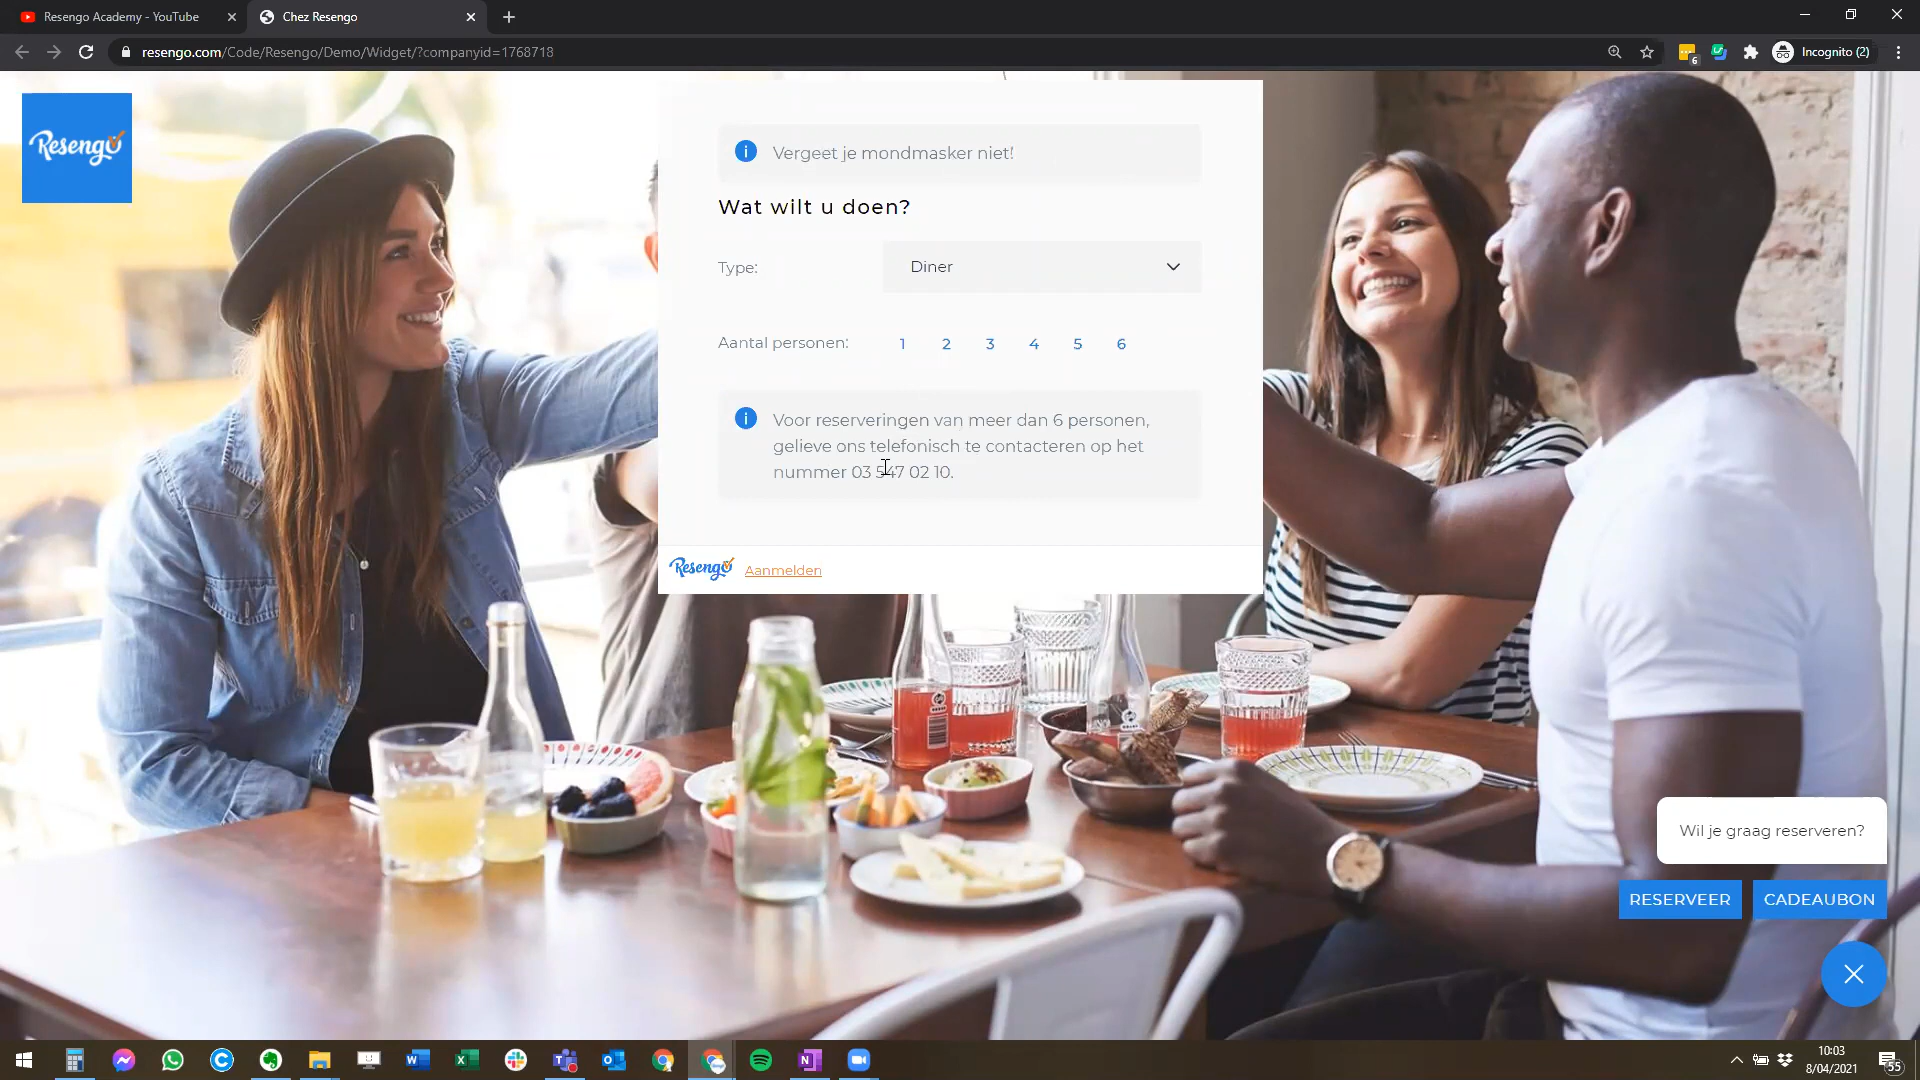 Resengo Academy - YouTube
Chez Resengo
resengo.com/Code/Resengo/Demo/Widget/?companyid=1768718
6
Incognito (2)
Resengo
Vergeet je mondmasker niet!
Wat wilt u doen?
Type:
Diner
Aantal personen:
1 2 3 4 5 6
Voor reserveringen van meer dan 6 personen,
gelieve ons telefonisch te contacteren op het
nummer 03 547 02 10.
Resengo Aanmelden
Wil je graag reserveren?
RESERVEER CADEAUBON
10:03
8/04/2021
55